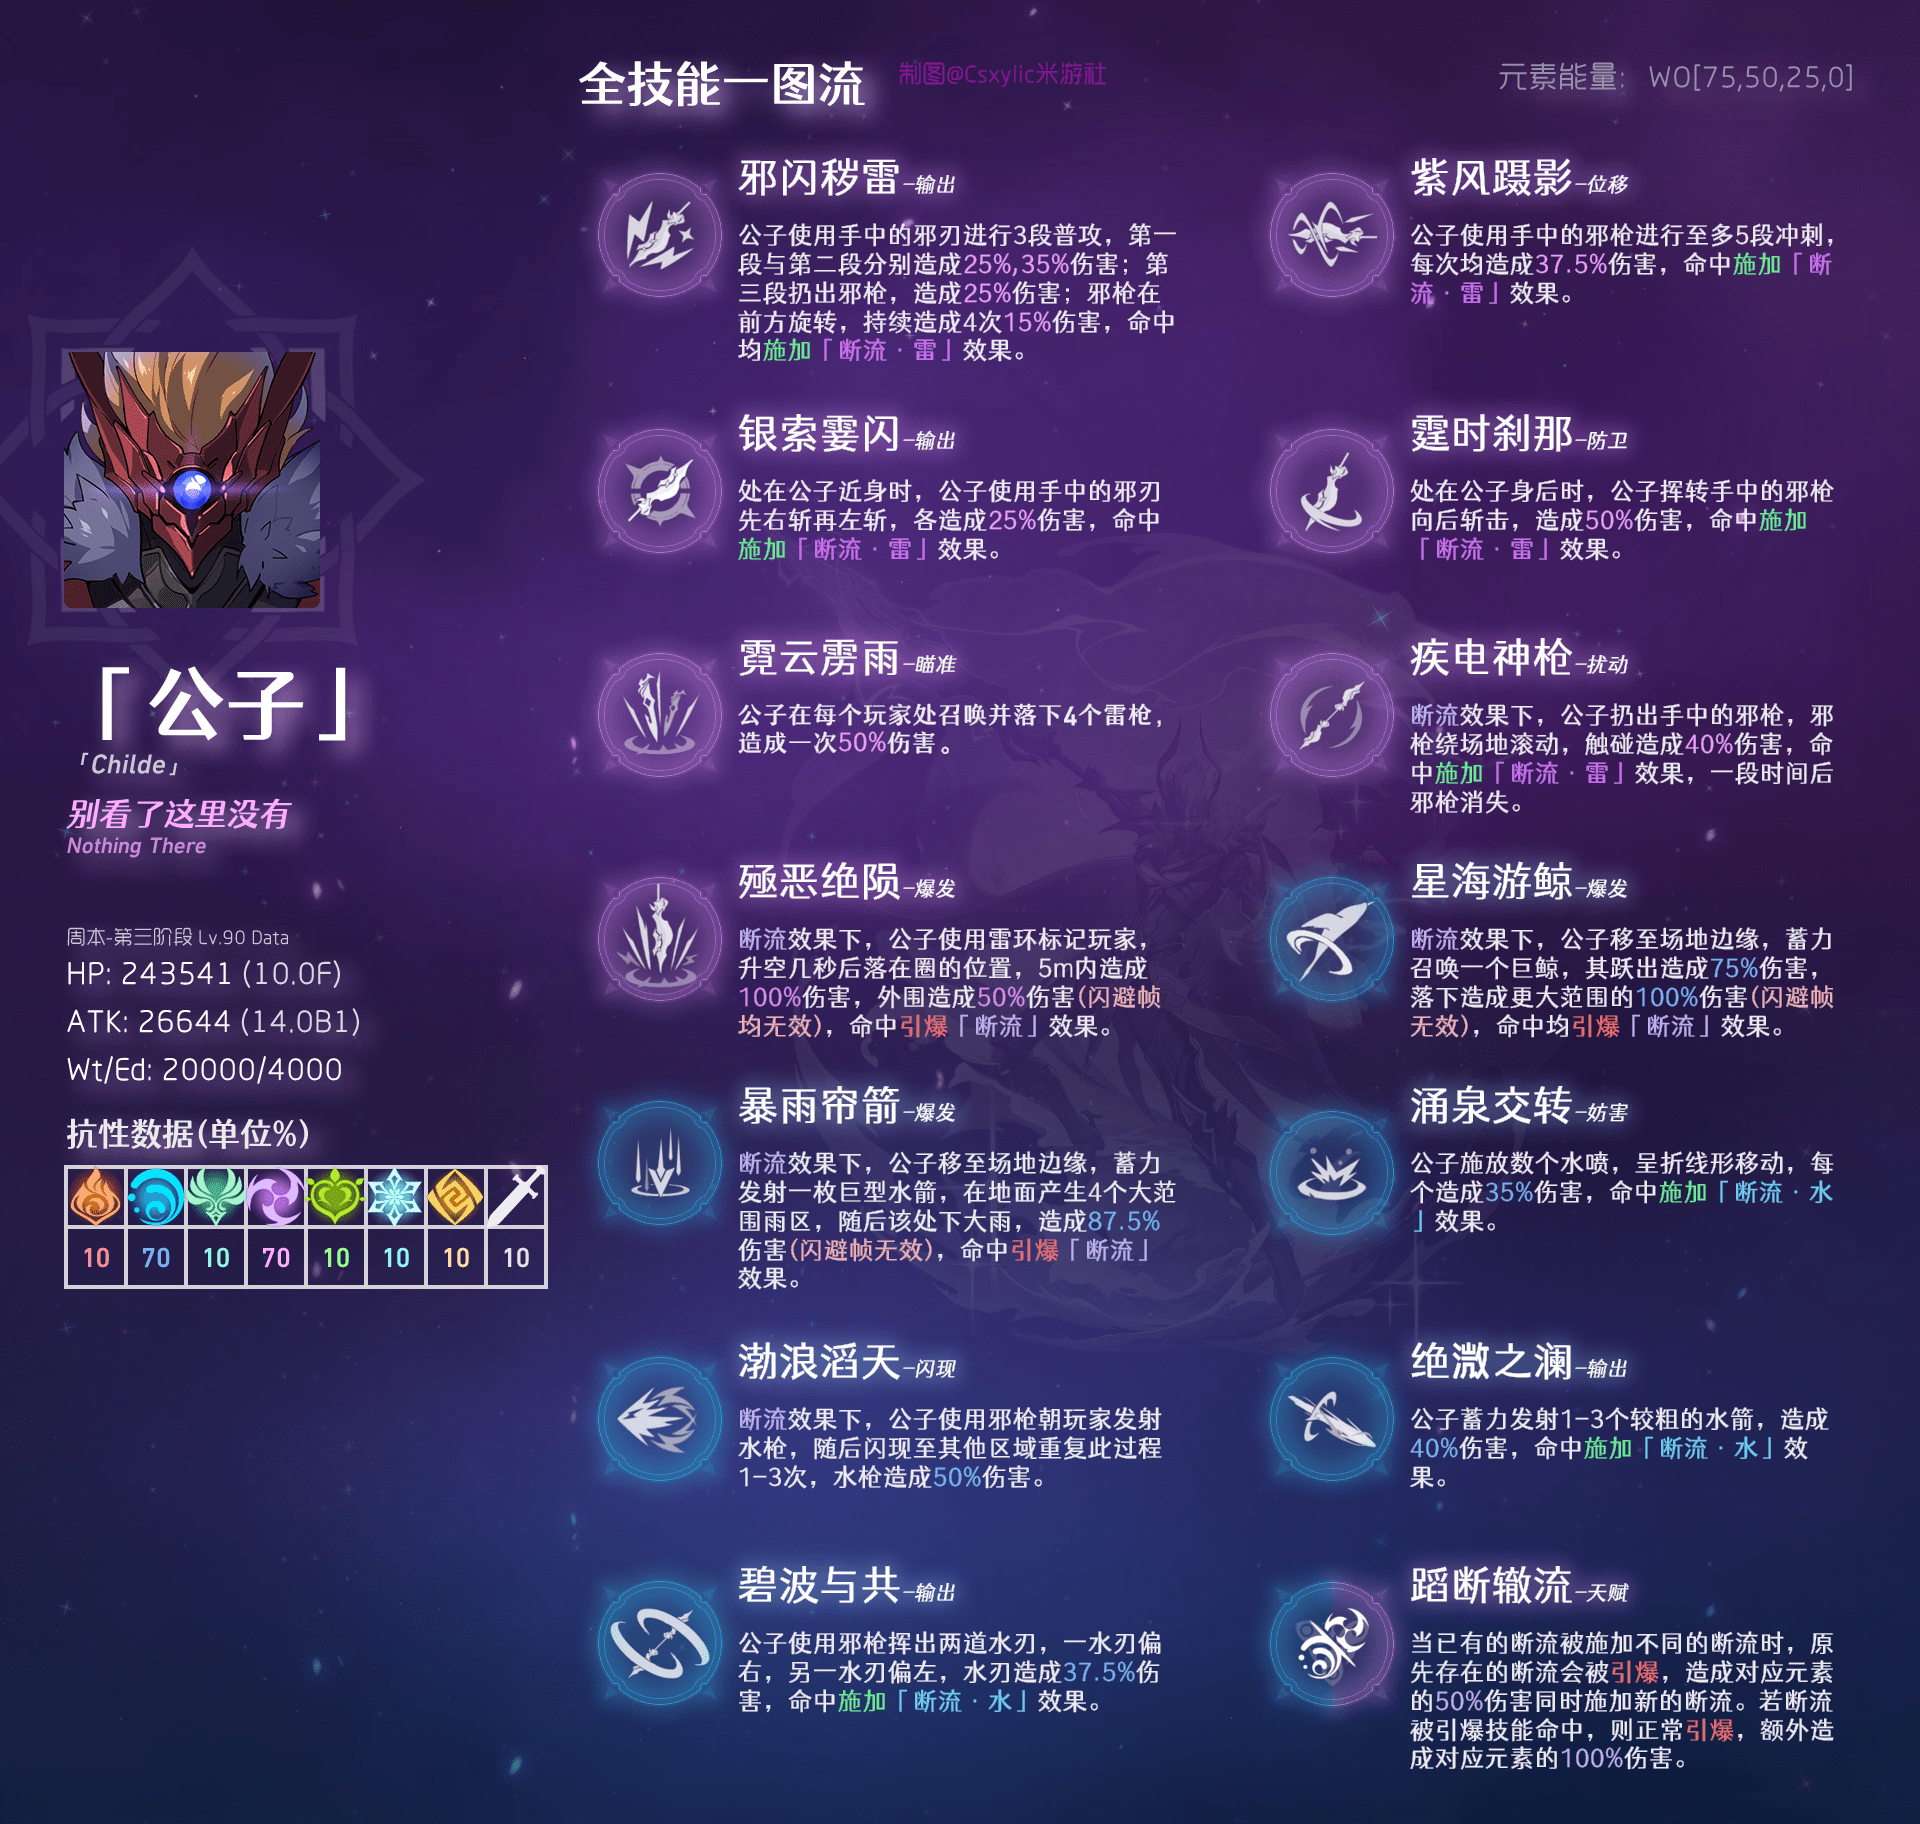 全技能一图流
制图@Csxylic米游社
元素能量: W0[75,50,25,0]
「公子」
「Childe」
别看了这里没有
Nothing There
周本-第三阶段 Lv.90 Data
HP: 243541 (10.0F)
ATK: 26644 (14.0B1)
Wt/Ed: 20000/4000
抗性数据(单位%)
10 70 10 70 10 10 10 10
邪闪秽雷-输出
公子使用手中的邪刃进行3段普攻，第一
段与第二段分别造成25%,35%伤害；第
三段扔出邪枪，造成25%伤害；邪枪在
前方旋转，持续造成4次15%伤害，命中
均施加「断流·雷」效果。
紫风蹑影-位移
公子使用手中的邪枪进行至多5段冲刺，
每次均造成37.5%伤害，命中施加「断
流·雷」效果。
银索霎闪-输出
处在公子近身时，公子使用手中的邪刃
先右斩再左斩，各造成25%伤害，命中
施加「断流·雷」效果。
霆时刹那-防卫
处在公子身后时，公子挥转手中的邪枪
向后斩击，造成50%伤害，命中施加
「断流·雷」效果。
霓云雳雨-瞄准
公子在每个玩家处召唤并落下4个雷枪，
造成一次50%伤害。
疾电神枪-扰动
断流效果下，公子扔出手中的邪枪，邪
枪绕场地滚动，触碰造成40%伤害，命
中施加「断流·雷」效果，一段时间后
邪枪消失。
殛恶绝陨-爆发
断流效果下，公子使用雷环标记玩家，
升空几秒后落在圈的位置，5m内造成
100%伤害，外围造成50%伤害(闪避帧
均无效)，命中引爆「断流」效果。
星海游鲸-爆发
断流效果下，公子移至场地边缘，蓄力
召唤一个巨鲸，其跃出造成75%伤害，
落下造成更大范围的100%伤害(闪避帧
无效)，命中均引爆「断流」效果。
暴雨帘箭-爆发
断流效果下，公子移至场地边缘，蓄力
发射一枚巨型水箭，在地面产生4个大范
围雨区，随后该处下大雨，造成87.5%
伤害(闪避帧无效)，命中引爆「断流」
效果。
涌泉交转-妨害
公子施放数个水喷，呈折线形移动，每
个造成35%伤害，命中施加「断流·水
」效果。
渤浪滔天-闪现
断流效果下，公子使用邪枪朝玩家发射
水枪，随后闪现至其他区域重复此过程
1-3次，水枪造成50%伤害。
绝溦之澜-输出
公子蓄力发射1-3个较粗的水箭，造成
40%伤害，命中施加「断流·水」效
果。
碧波与共-输出
公子使用邪枪挥出两道水刃，一水刃偏
右，另一水刃偏左，水刃造成37.5%伤
害，命中施加「断流·水」效果。
蹈断辙流-天赋
当已有的断流被施加不同的断流时，原
先存在的断流会被引爆，造成对应元素
的50%伤害同时施加新的断流。若断流
被引爆技能命中，则正常引爆，额外造
成对应元素的100%伤害。